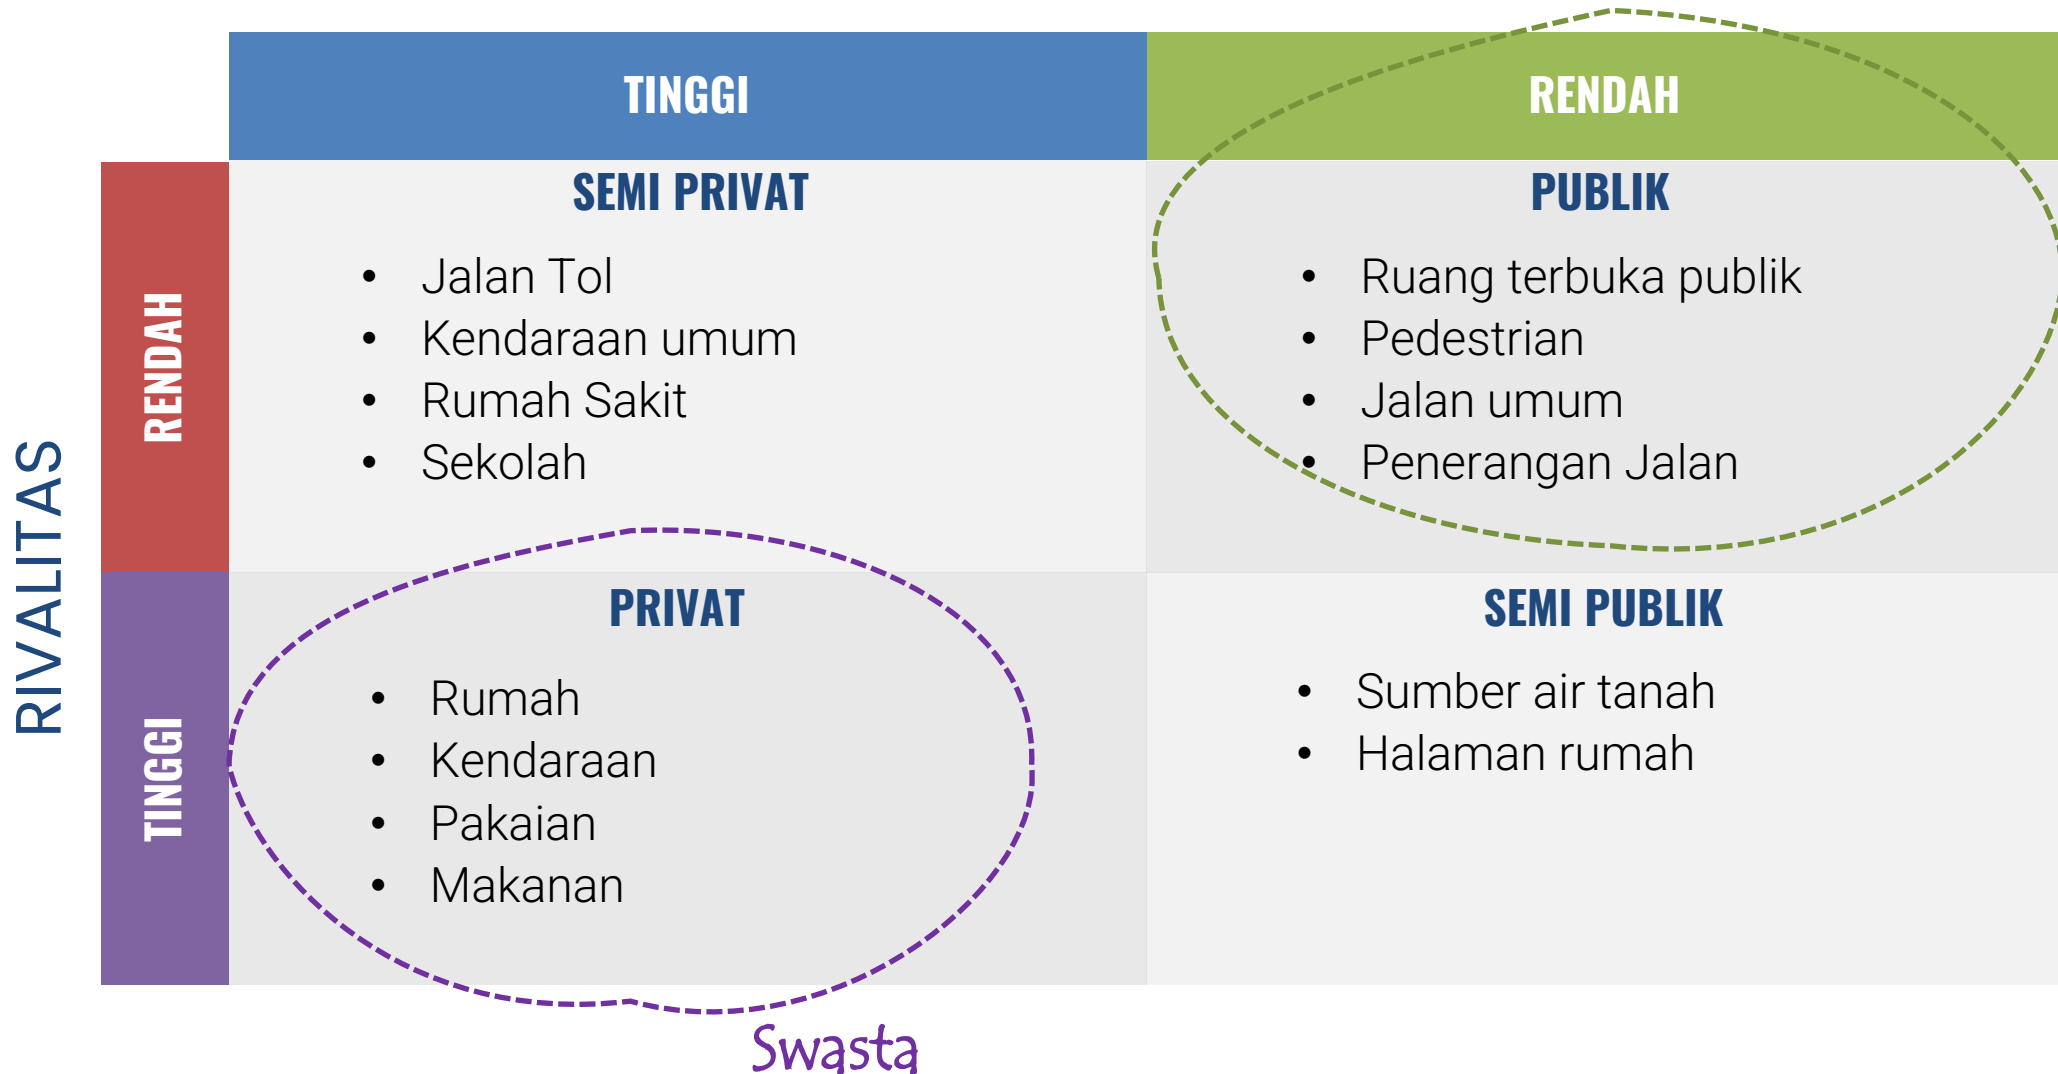 TINGGI
RENDAH
RIVALITAS
RENDAH
SEMI PRIVAT
• Jalan Tol
• Kendaraan umum
• Rumah Sakit
• Sekolah
PUBLIK
• Ruang terbuka publik
• Pedestrian
• Jalan umum
• Penerangan Jalan
TINGGI
PRIVAT
• Rumah
• Kendaraan
• Pakaian
• Makanan
SEMI PUBLIK
• Sumber air tanah
• Halaman rumah
Swasta